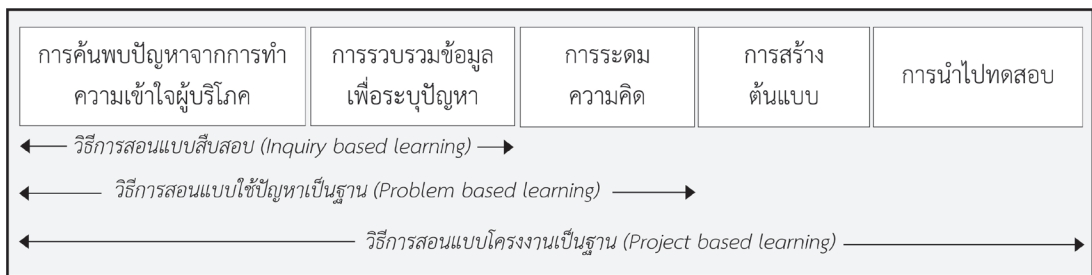 การค้นพบปัญหาจากการทำ
ความเข้าใจผู้บริโภค
การรวบรวมข้อมูล
เพื่อระบุปัญหา
การระดม
ความคิด
การสร้าง
ต้นแบบ
การนำไปทดสอบ
วิธีการสอนแบบสืบสอบ (Inquiry based learning)
วิธีการสอนแบบใช้ปัญหาเป็นฐาน (Problem based learning)
วิธีการสอนแบบโครงงานเป็นฐาน (Project based learning)